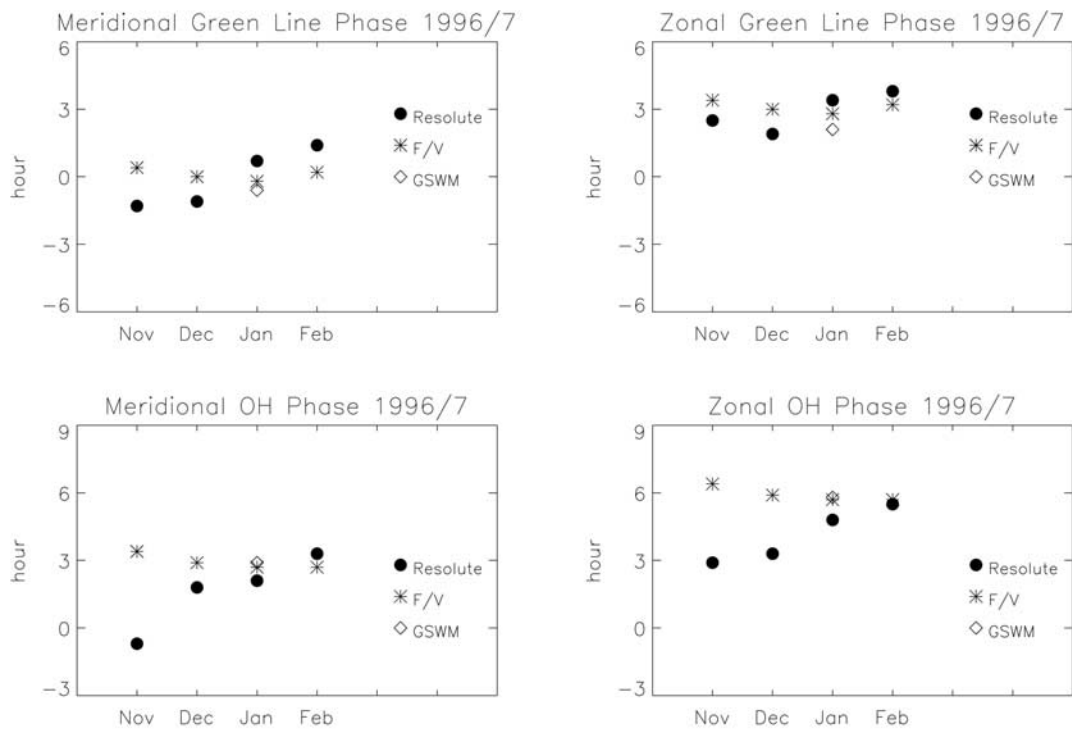 Meridional Green Line Phase 1996/7
6
3
0
−3
−6
hour
Nov Dec Jan Feb
Resolute
F/V
GSWM
Zonal Green Line Phase 1996/7
6
3
0
−3
−6
hour
Nov Dec Jan Feb
Resolute
F/V
GSWM
Meridional OH Phase 1996/7
9
6
3
0
−3
hour
Nov Dec Jan Feb
Resolute
F/V
GSWM
Zonal OH Phase 1996/7
9
6
3
0
−3
hour
Nov Dec Jan Feb
Resolute
F/V
GSWM